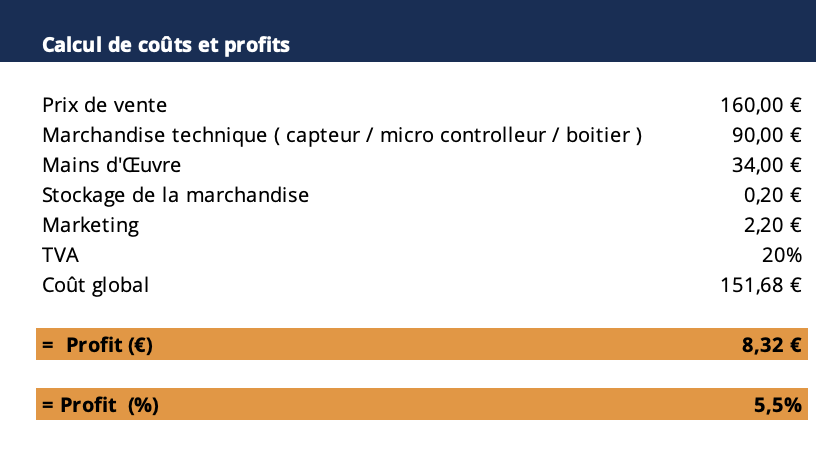 Calcul de coûts et profits
Prix de vente 160,00 €
Marchandise technique ( capteur / micro controlleur / boitier ) 90,00 €
Mains d'Œuvre 34,00 €
Stockage de la marchandise 0,20 €
Marketing 2,20 €
TVA 20%
Coût global 151,68 €
= Profit (€) 8,32 €
= Profit (%) 5,5%